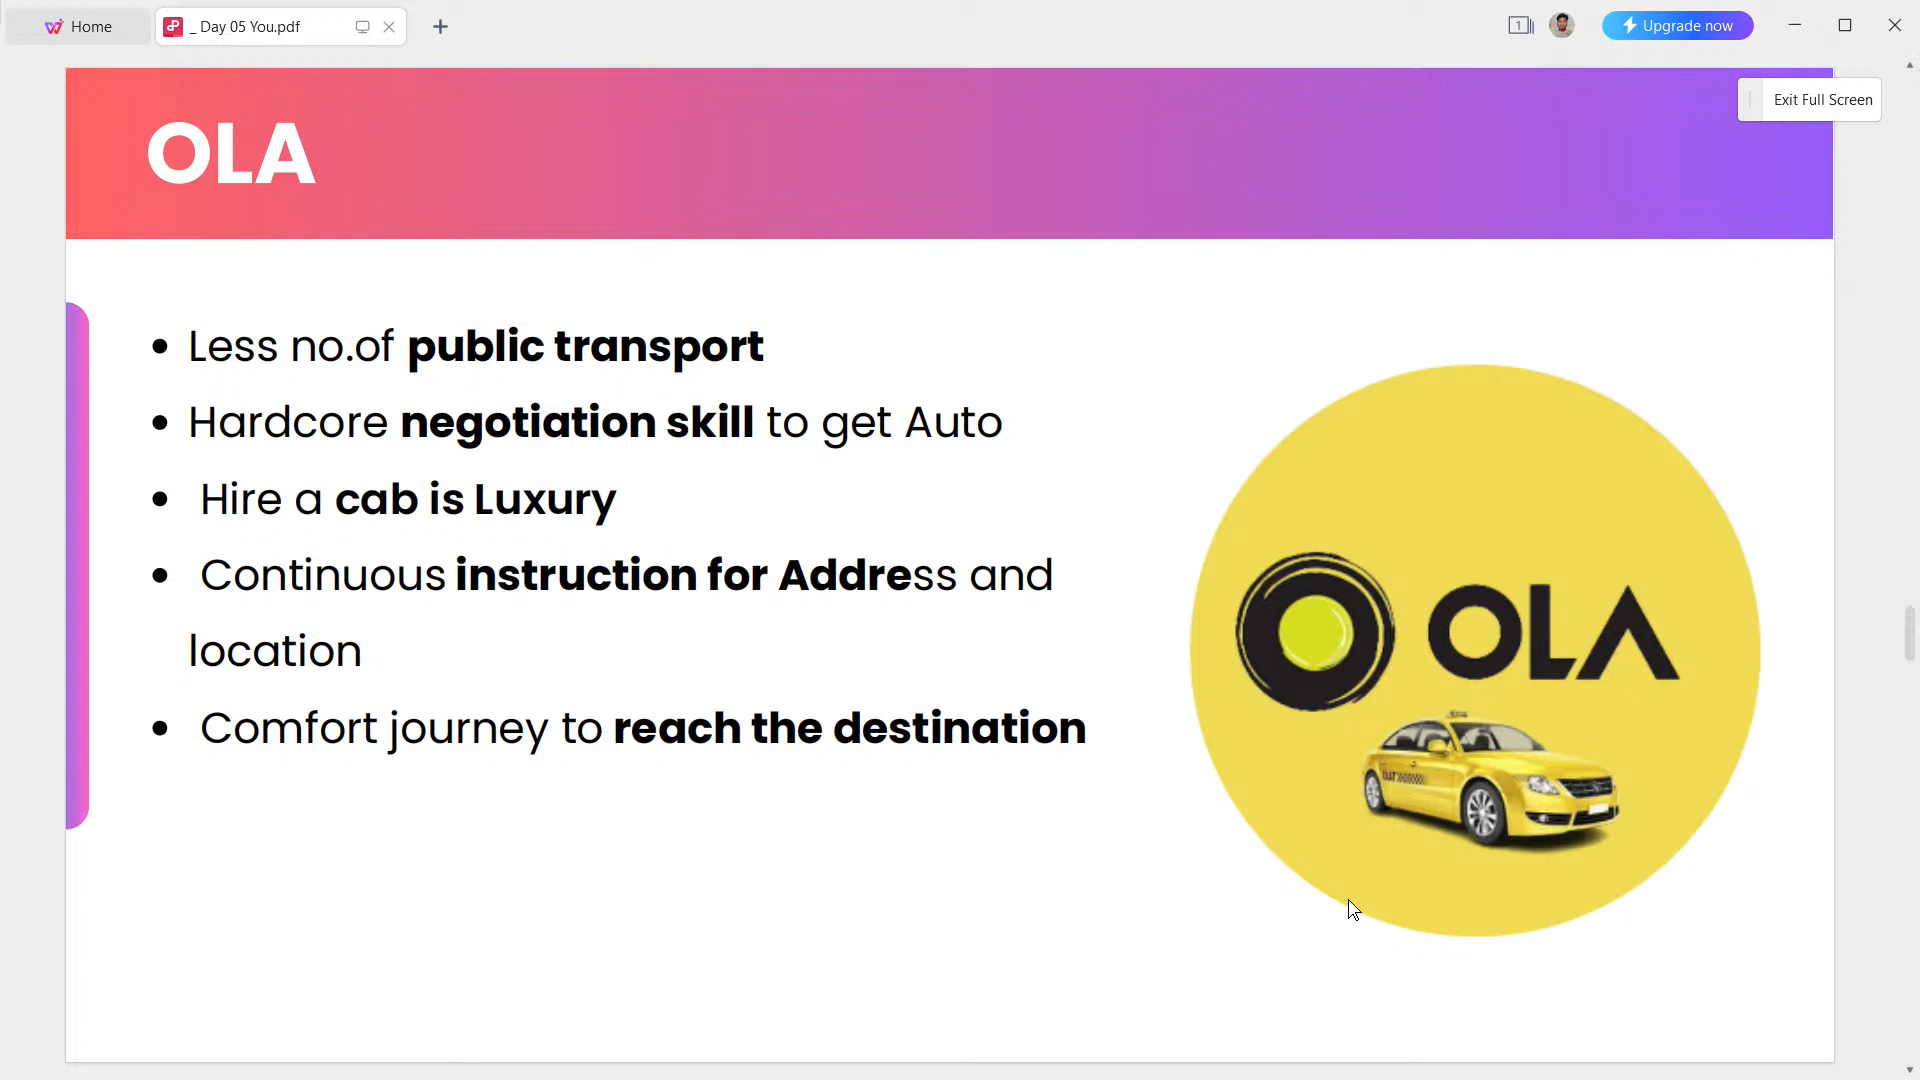 Home
_ Day 05 You.pdf
1
Upgrade now
Exit Full Screen
OLA
• Less no.of public transport
• Hardcore negotiation skill to get Auto
• Hire a cab is Luxury
• Continuous instruction for Address and
location
• Comfort journey to reach the destination
OLA